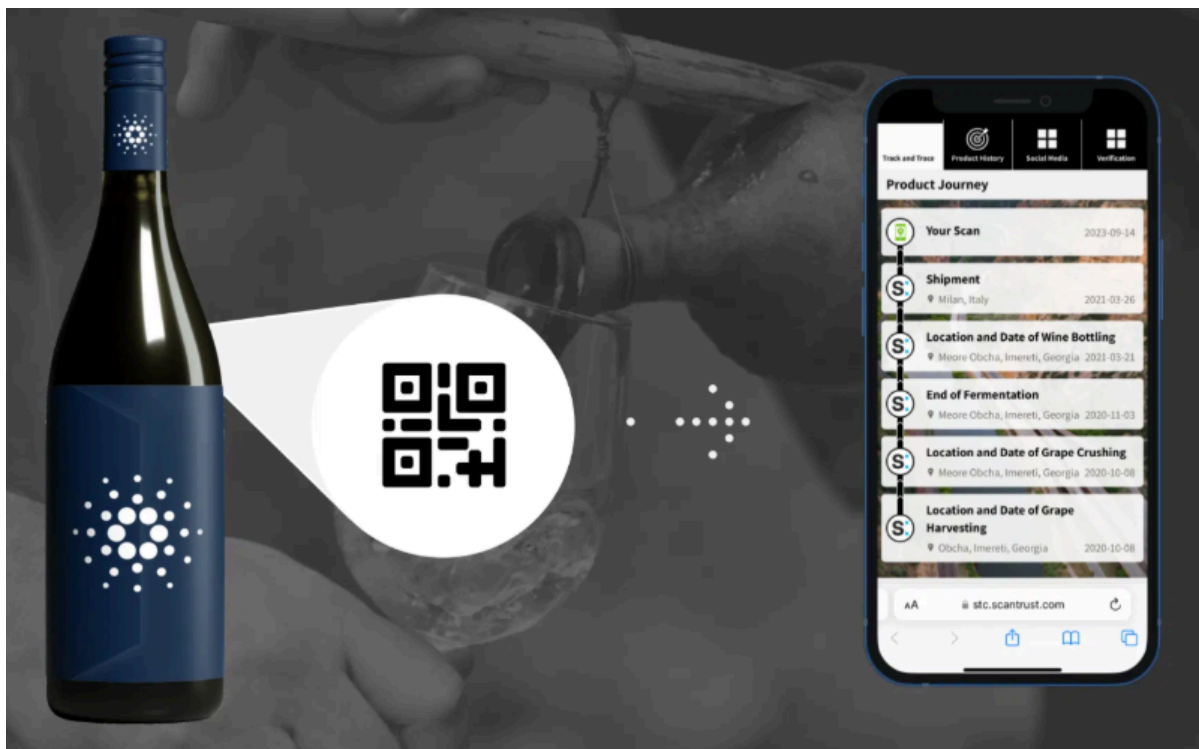 Track and Trace
Product History
Social Media
Verification
Product Journey
Your Scan
2023-09-14
Shipment
Milan, Italy
2021-03-26
Location and Date of Wine Bottling
Meore Obcha, Imereti, Georgia 2021-03-21
End of Fermentation
Meore Obcha, Imereti, Georgia 2020-11-03
Location and Date of Grape Crushing
Meore Obcha, Imereti, Georgia 2020-10-08
Location and Date of Grape
Harvesting
Obcha, Imereti, Georgia
2020-10-08
AA
stc.scantrust.com